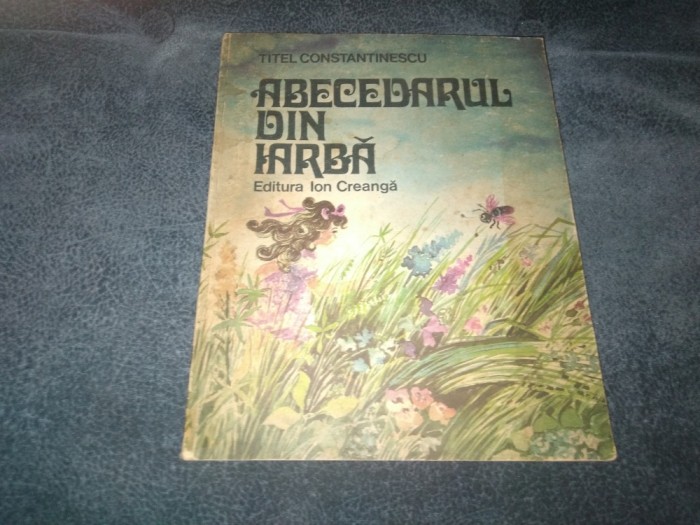 TITEL CONSTANTINESCU
ABECEDARUL
DIN
IARBĂ
Editura Ion Creangă